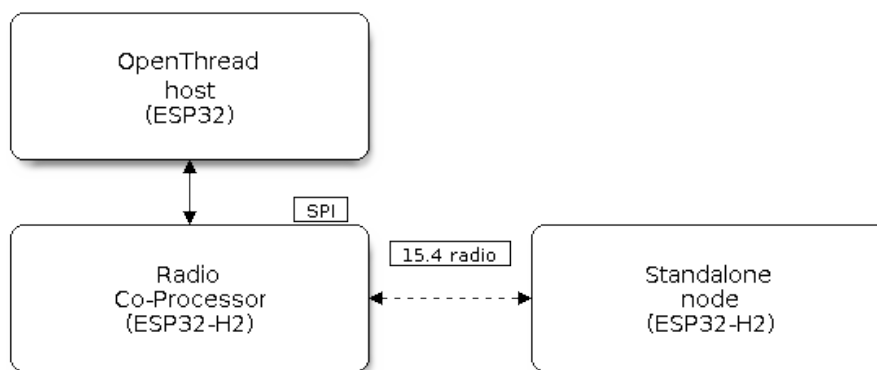 OpenThread
host
(ESP32)
SPI
Radio
Co-Processor
(ESP32-H2)
15.4 radio
Standalone
node
(ESP32-H2)